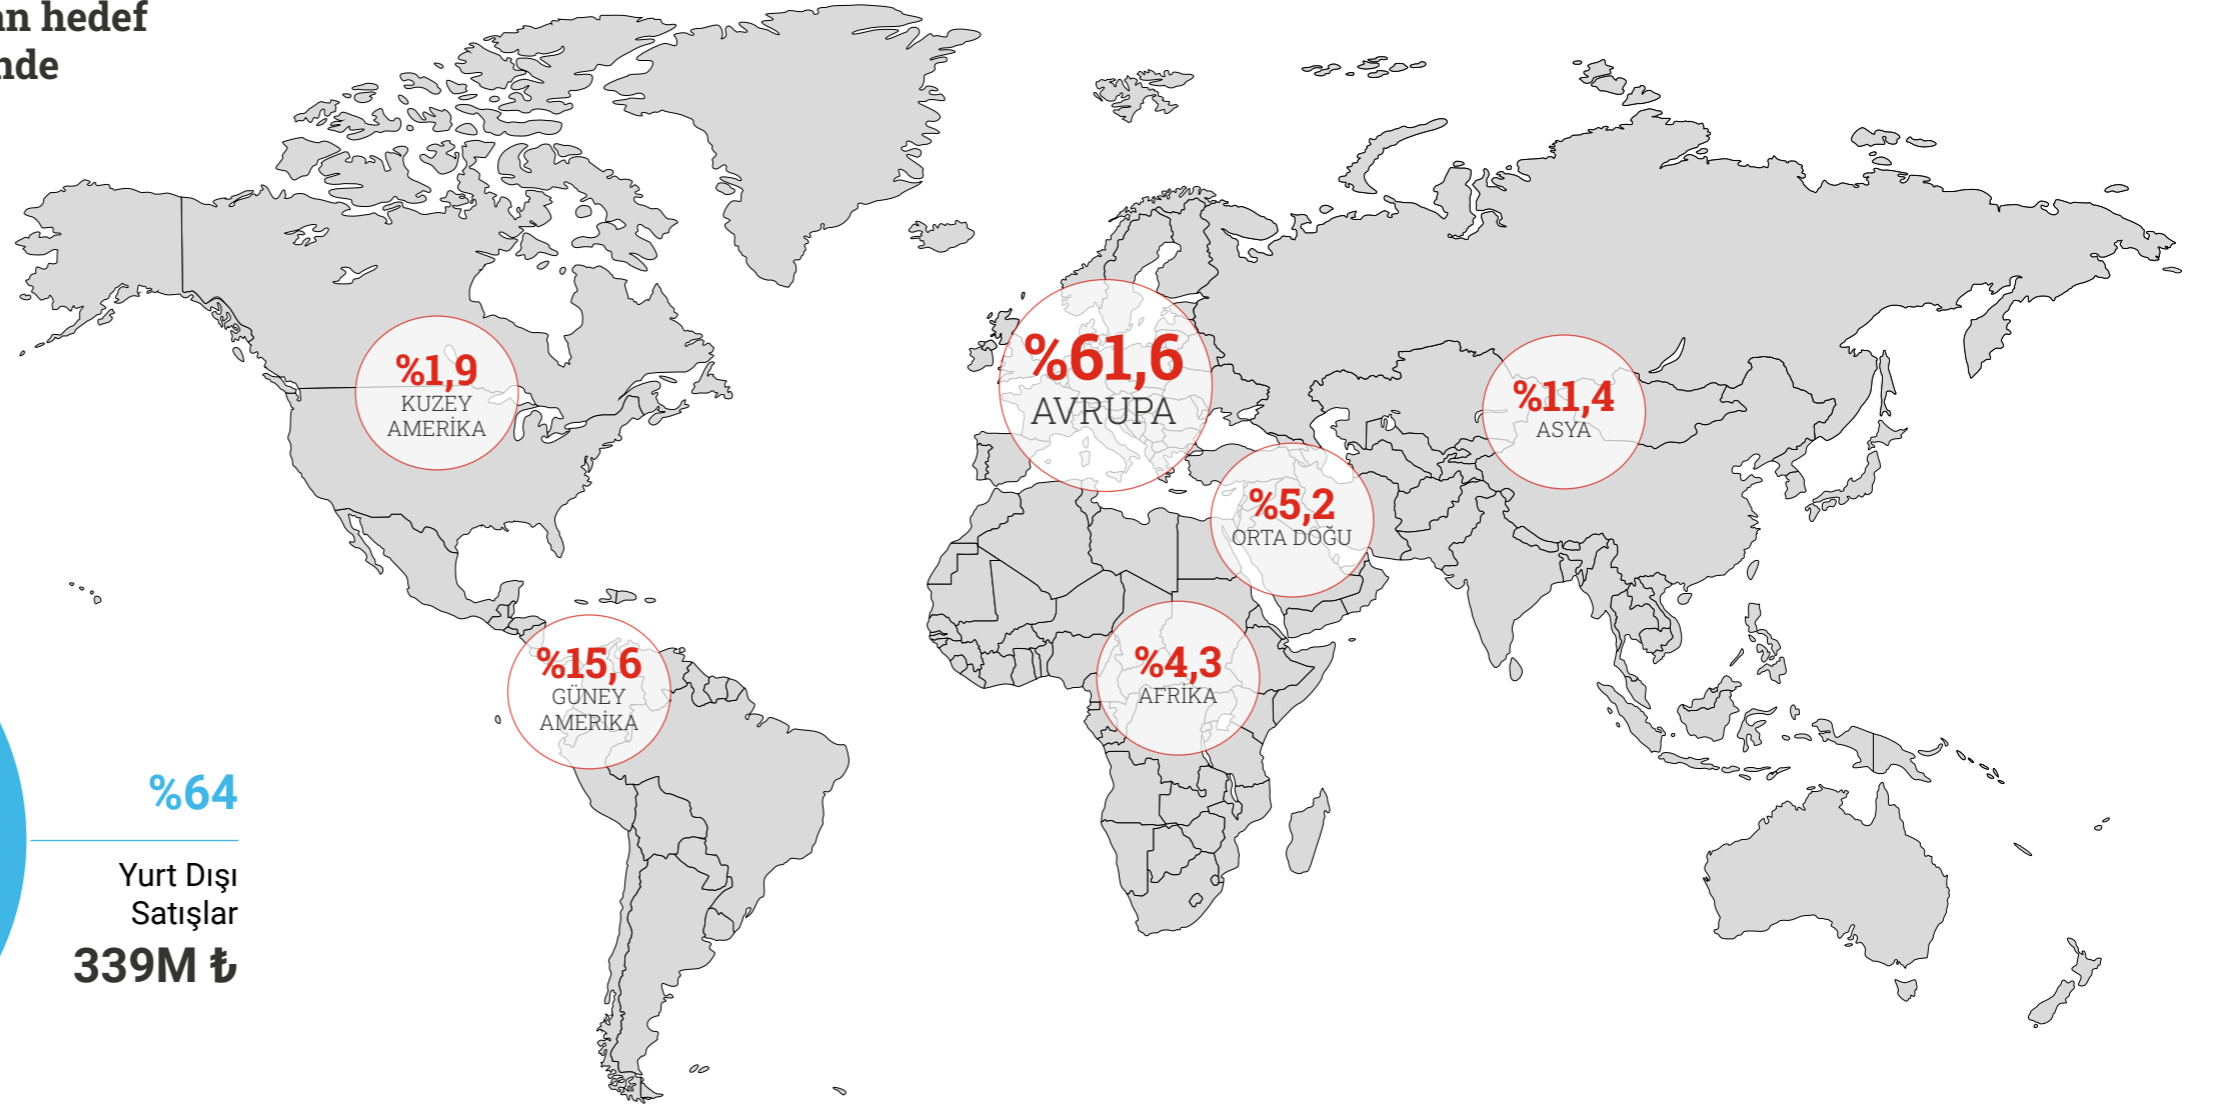 hedef
%1,9
KUZEY
AMERİKA
%61,6
AVRUPA
%11,4
ASYA
%5,2
ORTA DOĞU
%15,6
GÜNEY
AMERİKA
%4,3
AFRİKA
%64
Yurt Dışı
Satışlar
339M ₺